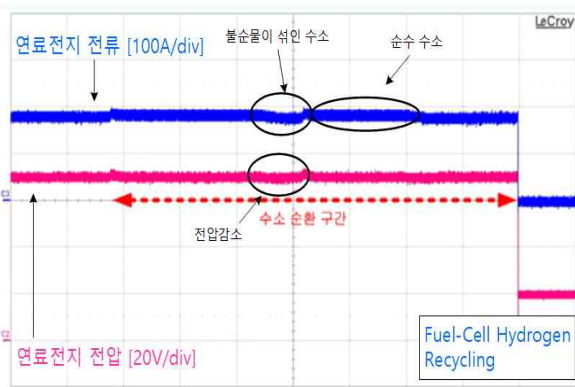 LeCroy
불순물이 섞인 수소
순수 수소
연료전지 전류 [100A/div]
전압감소
수소 순환 구간
연료전지 전압 [20V/div]
Fuel-Cell Hydrogen
Recycling